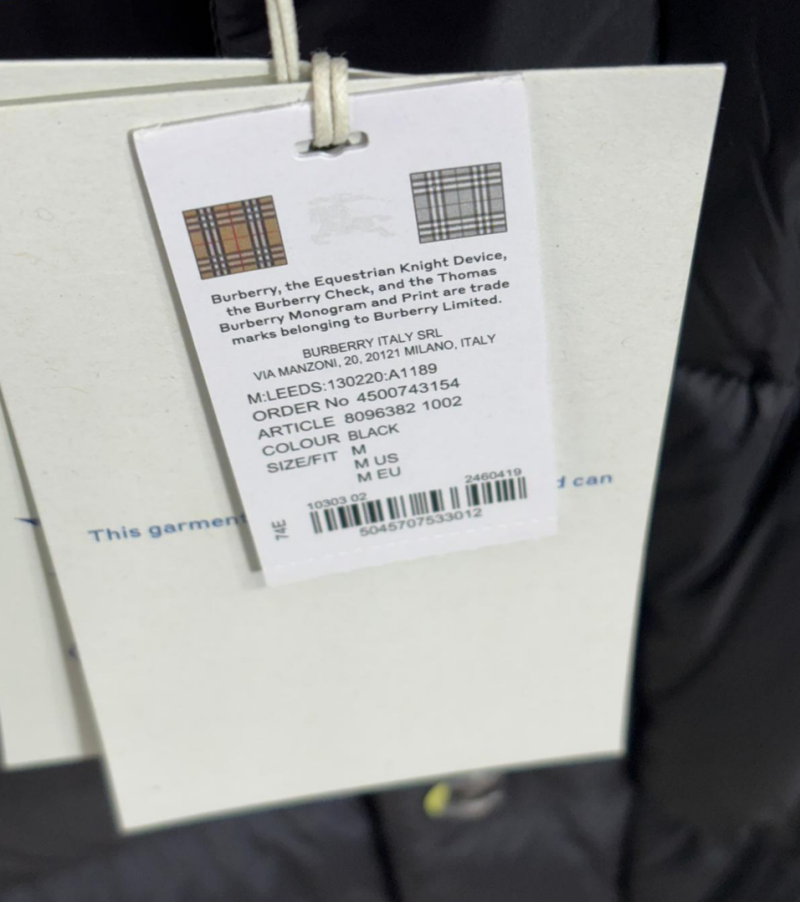 Burberry, the Equestrian Knight Device,
the Burberry Check, and the Thomas
Burberry Monogram and Print are trade
marks belonging to Burberry Limited.
BURBERRY ITALY SRL
VIA MANZONI, 20, 20121 MILANO, ITALY
M:LEEDS:130220:A1189
ORDER No 4500743154
ARTICLE 8096382 1002
COLOUR BLACK
SIZE/FIT M
M US
M EU
10303 02 2460419
74E
5045707533012
This garment d can